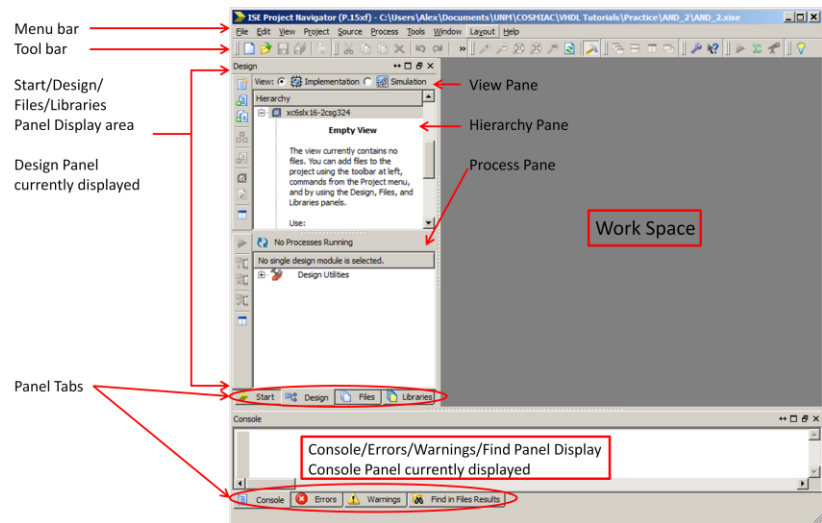 ISE Project Navigator (P.15xf) - C:\Users\Alex\Documents\UNM\COSMIAC\VHDL Tutorials\Practice\AND_2\AND_2.xise
Menu bar
File Edit View Project Source Process Tools Window Layout Help
Tool bar
Design
Start/Design/
Files/Libraries
Panel Display area
View: Implementation Simulation
View Pane
Hierarchy
xc6slx16-2csg324
Empty View
Hierarchy Pane
The view currently contains no
files. You can add files to the
project using the toolbar at left,
commands from the Project menu,
and by using the Design, Files, and
Libraries panels.
Use:
Design Panel
currently displayed
Process Pane
Work Space
No Processes Running
No single design module is selected.
Design Utilities
Panel Tabs
Start Design Files Libraries
Console
Console/Errors/Warnings/Find Panel Display
Console Panel currently displayed
Console Errors Warnings Find in Files Results